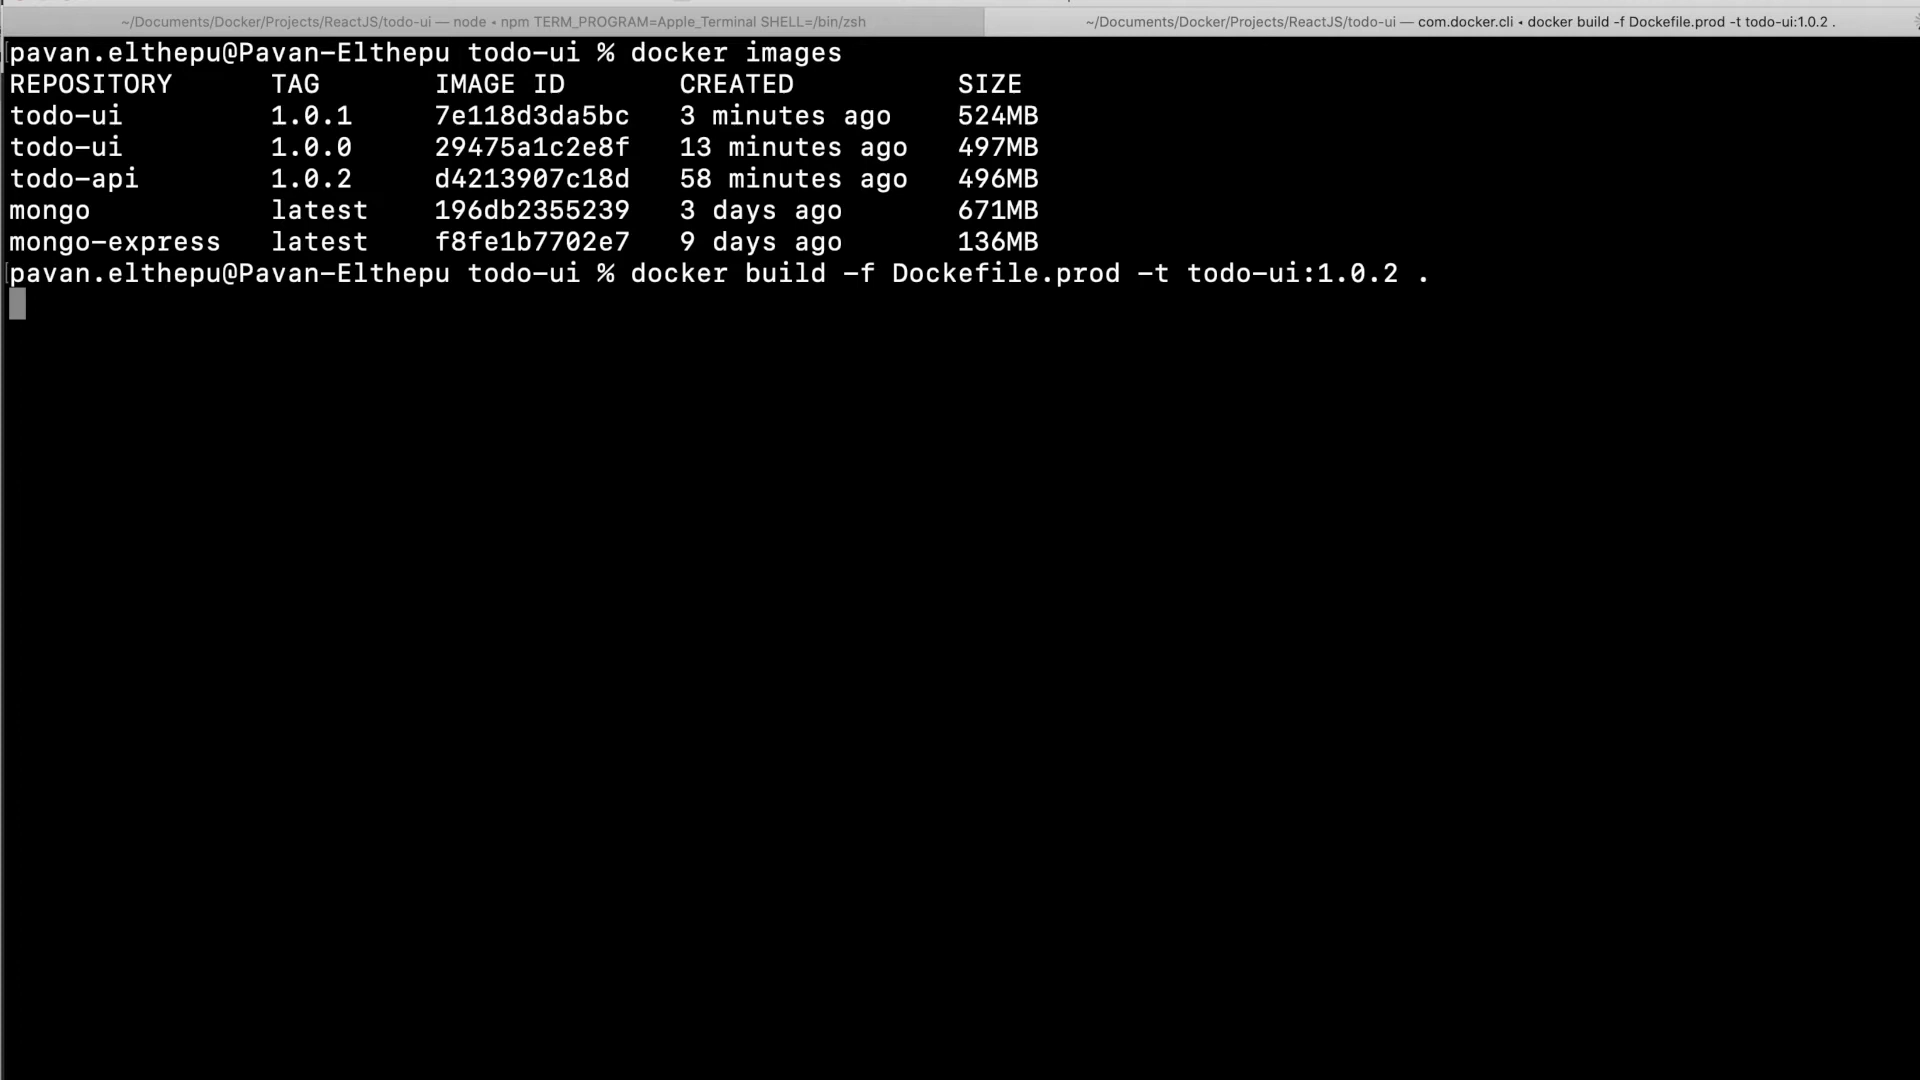 ~/Documents/Docker/Projects/ReactJS/todo-ui — node • npm TERM_PROGRAM=Apple_Terminal SHELL=/bin/zsh
~/Documents/Docker/Projects/ReactJS/todo-ui — com.docker.cli • docker build -f Dockefile.prod -t todo-ui:1.0.2 .
pavan.elthepu@Pavan-Elthepu todo-ui % docker images
REPOSITORY TAG IMAGE ID CREATED SIZE
todo-ui 1.0.1 7e118d3da5bc 3 minutes ago 524MB
todo-ui 1.0.0 29475a1c2e8f 13 minutes ago 497MB
todo-api 1.0.2 d4213907c18d 58 minutes ago 496MB
mongo latest 196db2355239 3 days ago 671MB
mongo-express latest f8fe1b7702e7 9 days ago 136MB
pavan.elthepu@Pavan-Elthepu todo-ui % docker build -f Dockefile.prod -t todo-ui:1.0.2 .